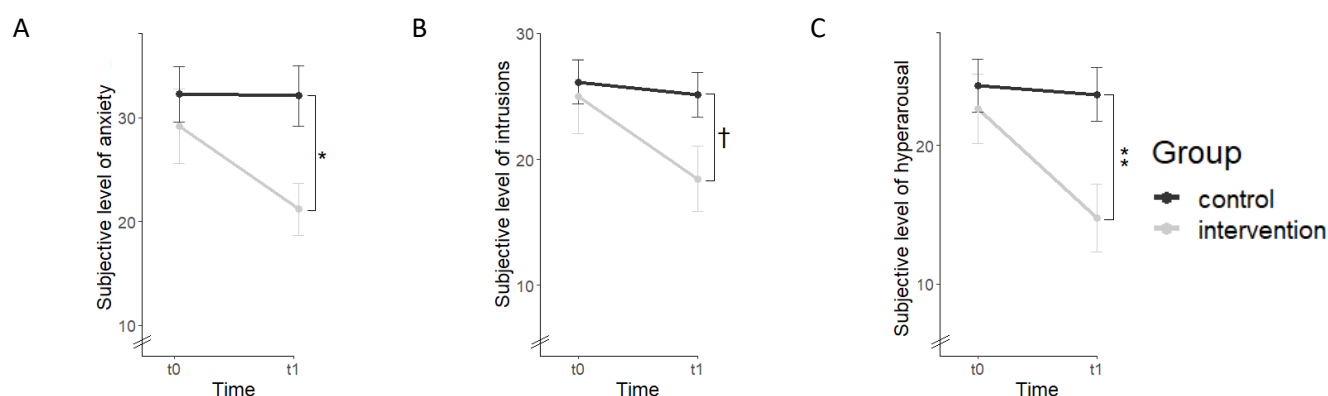 A
Subjective level of anxiety
30
20
10
t0
t1
Time
*
B
Subjective level of intrusions
30
20
10
t0
t1
Time
†
C
Subjective level of hyperarousal
20
10
t0
t1
Time
**
Group
control
intervention